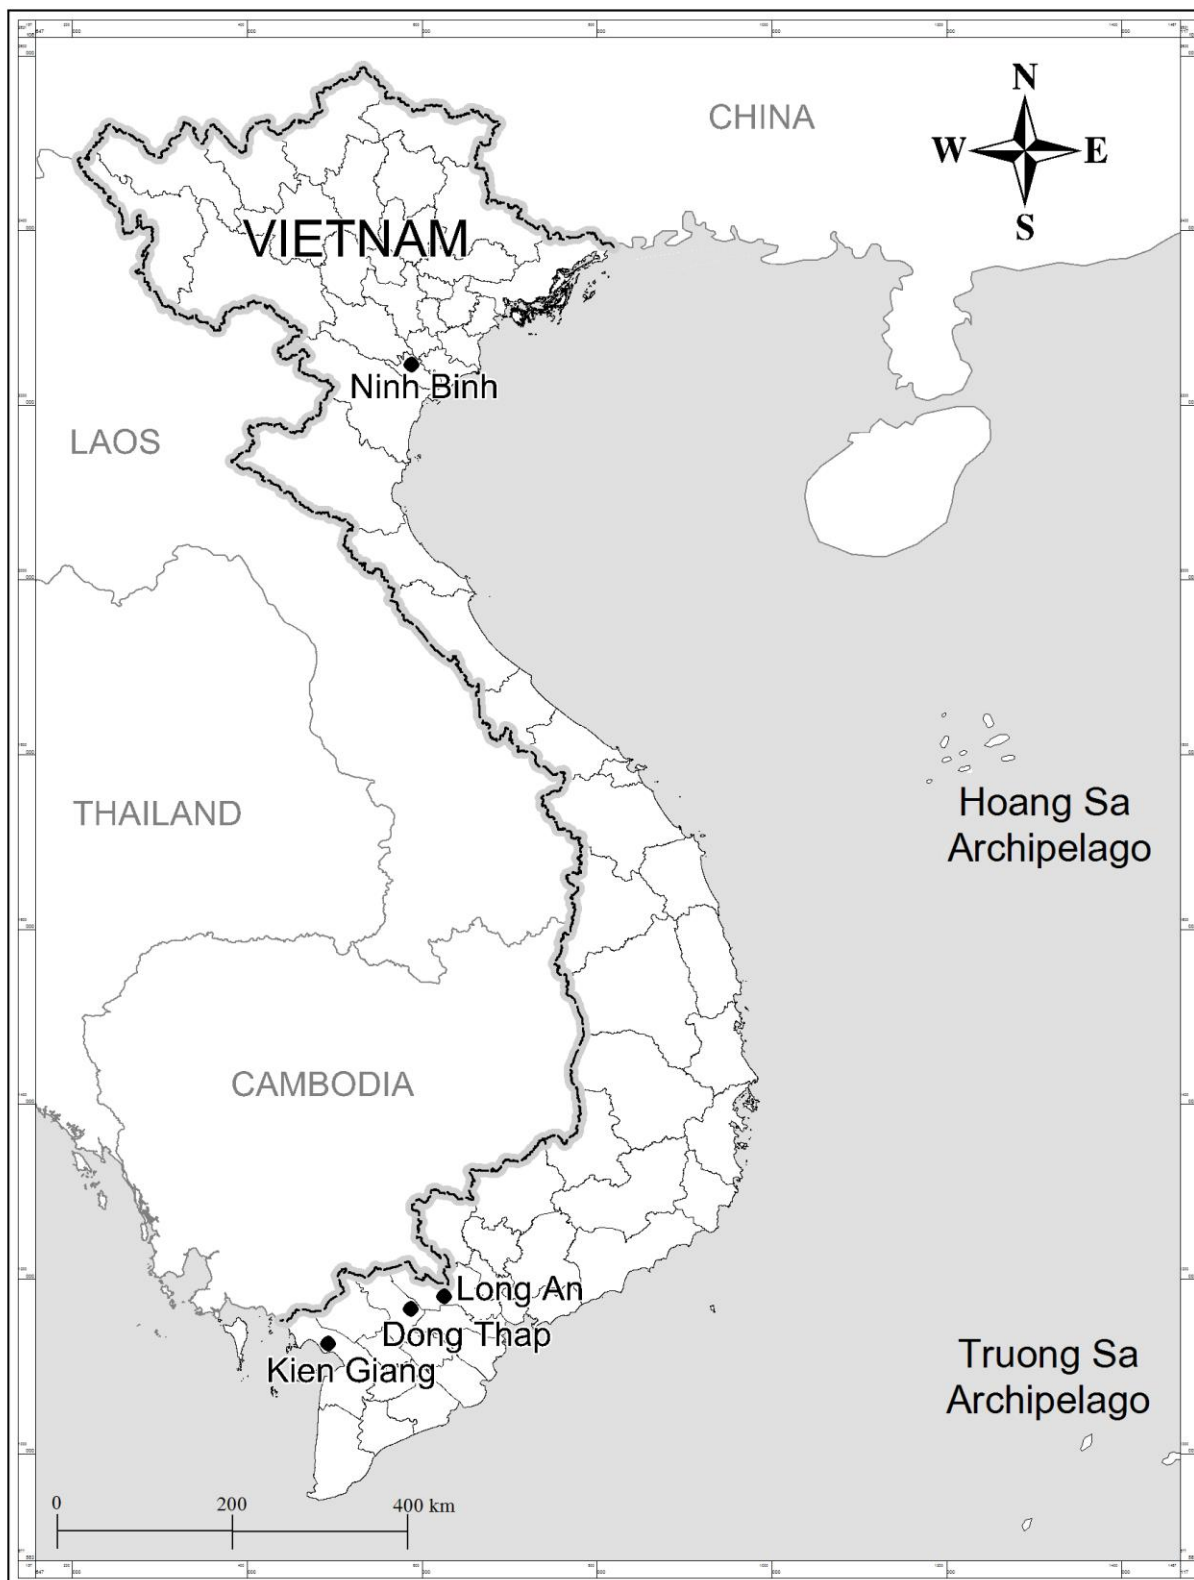 N
CHINA
W
E
S
VIETNAM
Ninh Binh
LAOS
THAILAND
Hoang Sa
Archipelago
CAMBODIA
Long An
Dong Thap
Kien Giang
Truong Sa
Archipelago
0
200
400 km